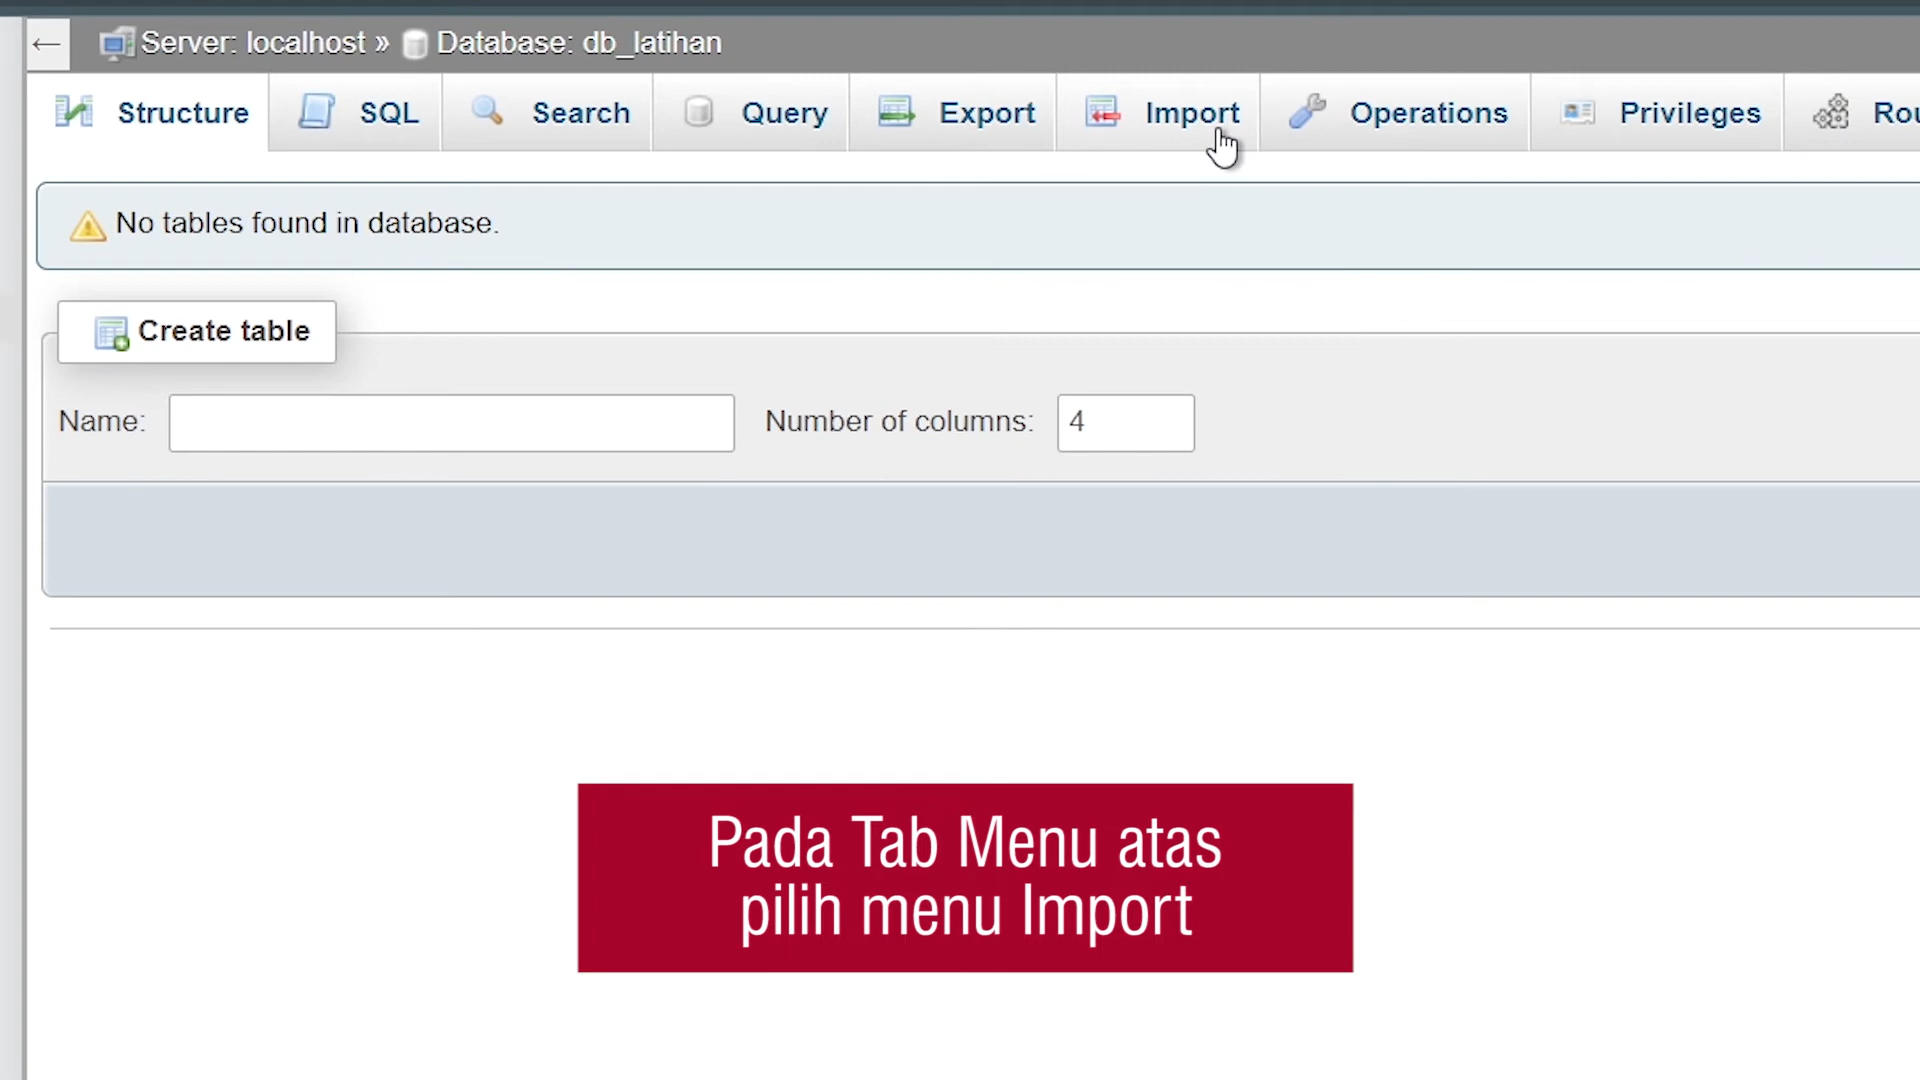 Server: localhost » Database: db_latihan
Structure SQL Search Query Export Import Operations Privileges
No tables found in database.
Create table
Name: Number of columns: 4
Pada Tab Menu atas
pilih menu Import